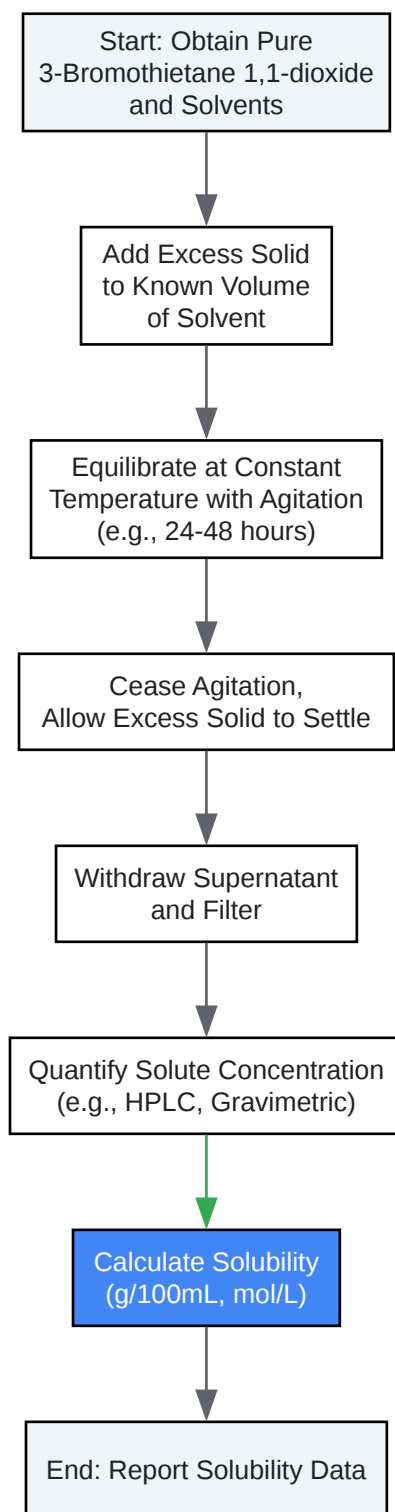 Start: Obtain Pure
3-Bromothietane 1,1-dioxide
and Solvents
Add Excess Solid
to Known Volume
of Solvent
Equilibrate at Constant
Temperature with Agitation
(e.g., 24-48 hours)
Cease Agitation,
Allow Excess Solid to Settle
Withdraw Supernatant
and Filter
Quantify Solute Concentration
(e.g., HPLC, Gravimetric)
Calculate Solubility
(g/100mL, mol/L)
End: Report Solubility Data